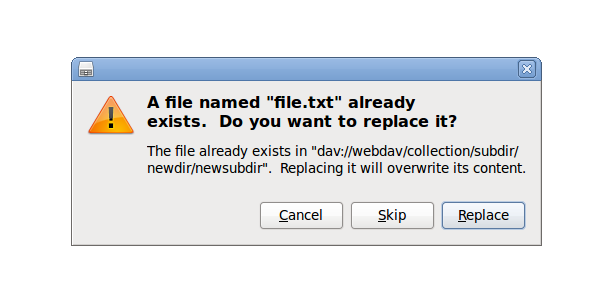 A file named "file.txt" already
exists.  Do you want to replace it?
The file already exists in "dav://webdav/collection/subdir/
newdir/newsubdir".  Replacing it will overwrite its content.
Cancel
Skip
Replace